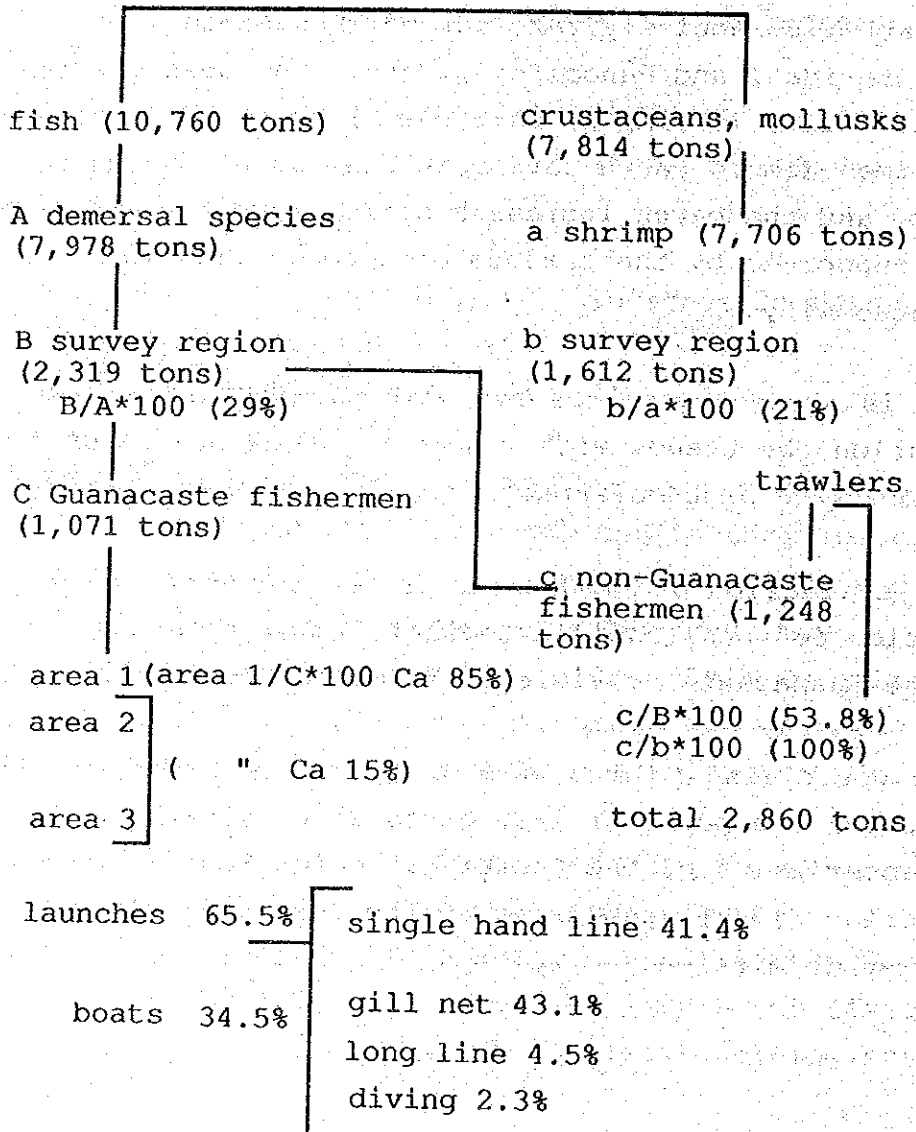 fish (10,760 tons)
crustaceans, mollusks
(7,814 tons)
A demersal species
(7,978 tons)
a shrimp (7,706 tons)
B survey region
(2,319 tons)
B/A*100 (29%)
b survey region
(1,612 tons)
b/a*100 (21%)
C Guanacaste fishermen
(1,071 tons)
trawlers
c non-Guanacaste
fishermen (1,248
tons)
area 1 (area 1/C*100 Ca 85%)
area 2
( " Ca 15%)
area 3
c/B*100 (53.8%)
c/b*100 (100%)
total 2,860 tons
launches 65.5%
boats 34.5%
single hand line 41.4%
gill net 43.1%
long line 4.5%
diving 2.3%